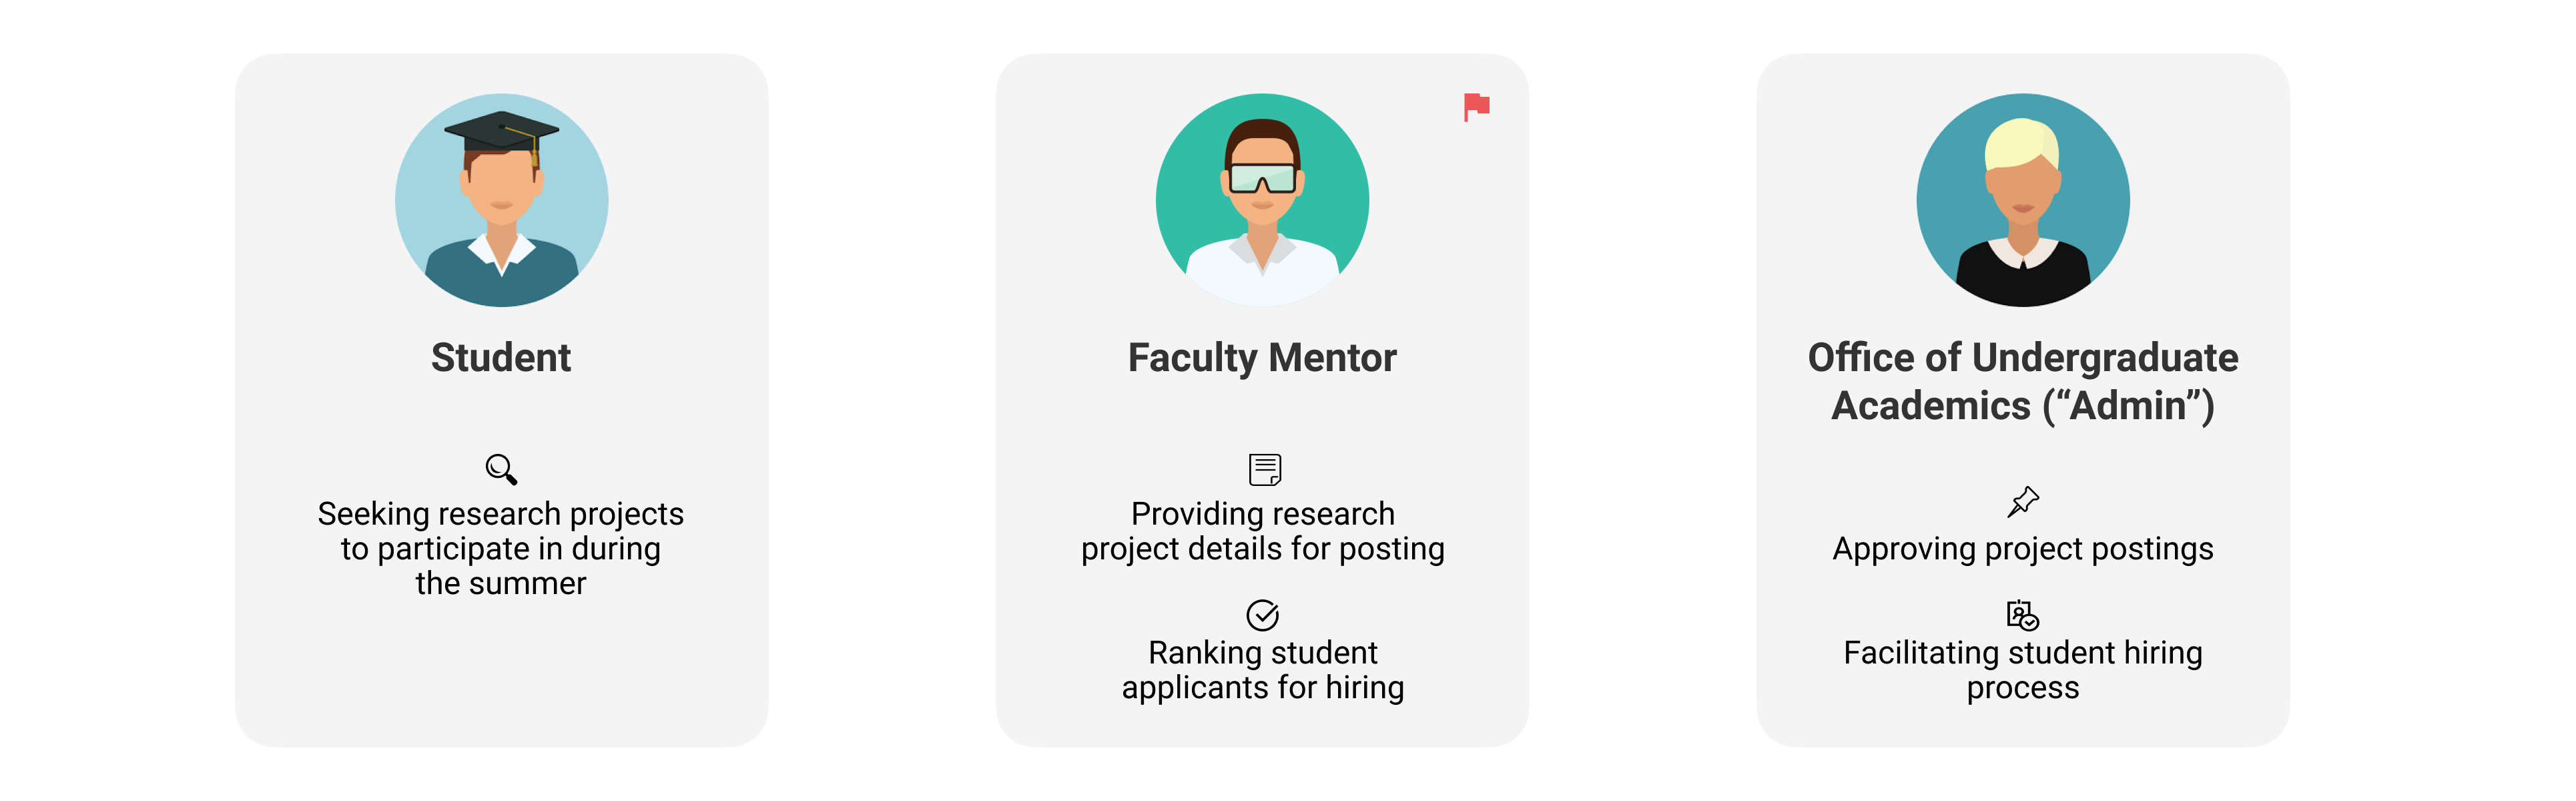 Student
Seeking research projects
to participate in during
the summer
Faculty Mentor
Providing research
project details for posting
Ranking student
applicants for hiring
Office of Undergraduate
Academics (“Admin”)
Approving project postings
Facilitating student hiring
process